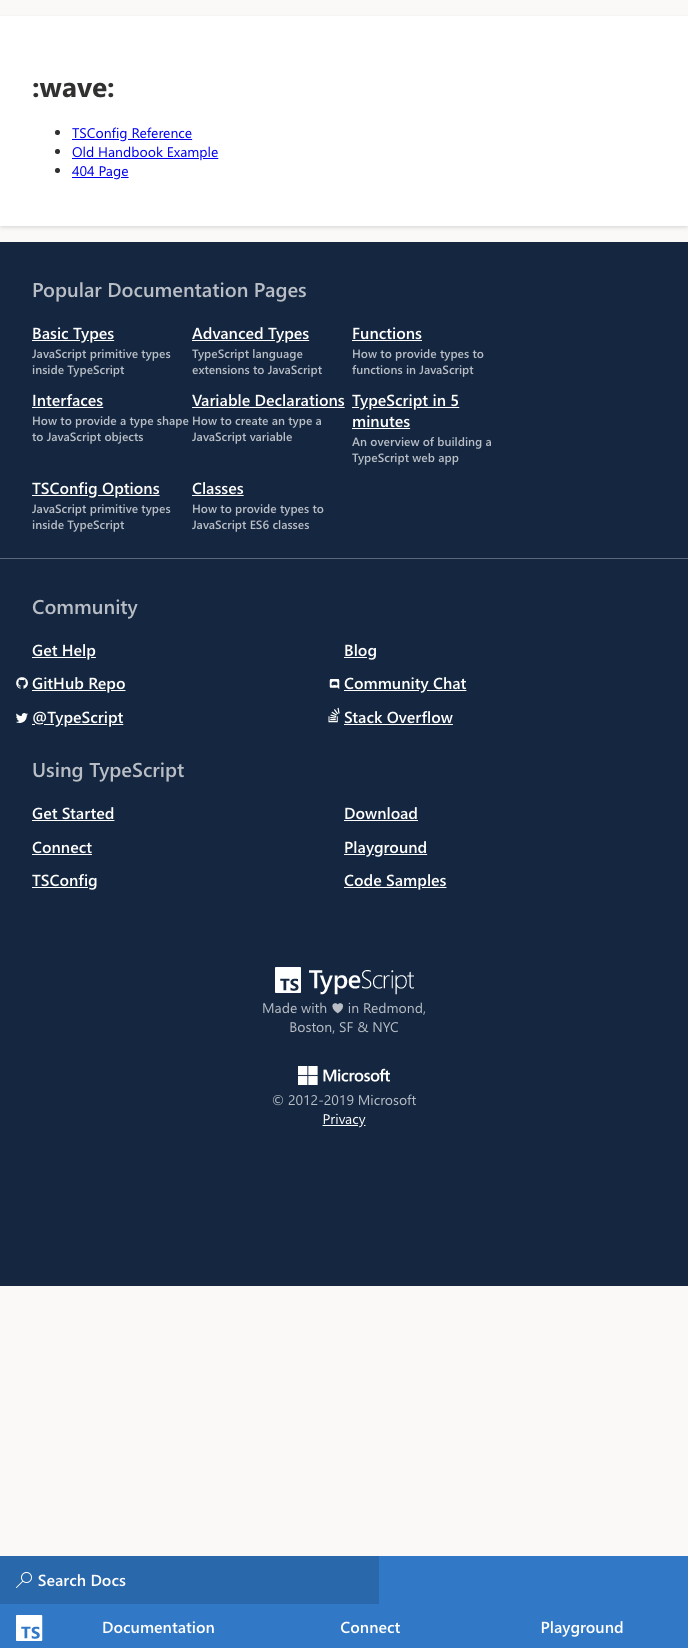 :wave:
TSConfig Reference
Old Handbook Example
404 Page
Popular Documentation Pages
Basic Types
JavaScript primitive types
inside TypeScript
Advanced Types
TypeScript language
extensions to JavaScript
Functions
How to provide types to
functions in JavaScript
Interfaces
How to provide a type shape
to JavaScript objects
Variable Declarations
How to create an type a
JavaScript variable
TypeScript in 5
minutes
An overview of building a
TypeScript web app
TSConfig Options
JavaScript primitive types
inside TypeScript
Classes
How to provide types to
JavaScript ES6 classes
Community
Get Help
Blog
GitHub Repo
Community Chat
@TypeScript
Stack Overflow
Using TypeScript
Get Started
Download
Connect
Playground
TSConfig
Code Samples
TS TypeScript
Made with ♥ in Redmond,
Boston, SF & NYC
Microsoft
© 2012-2019 Microsoft
Privacy
Search Docs
TS Documentation Connect Playground